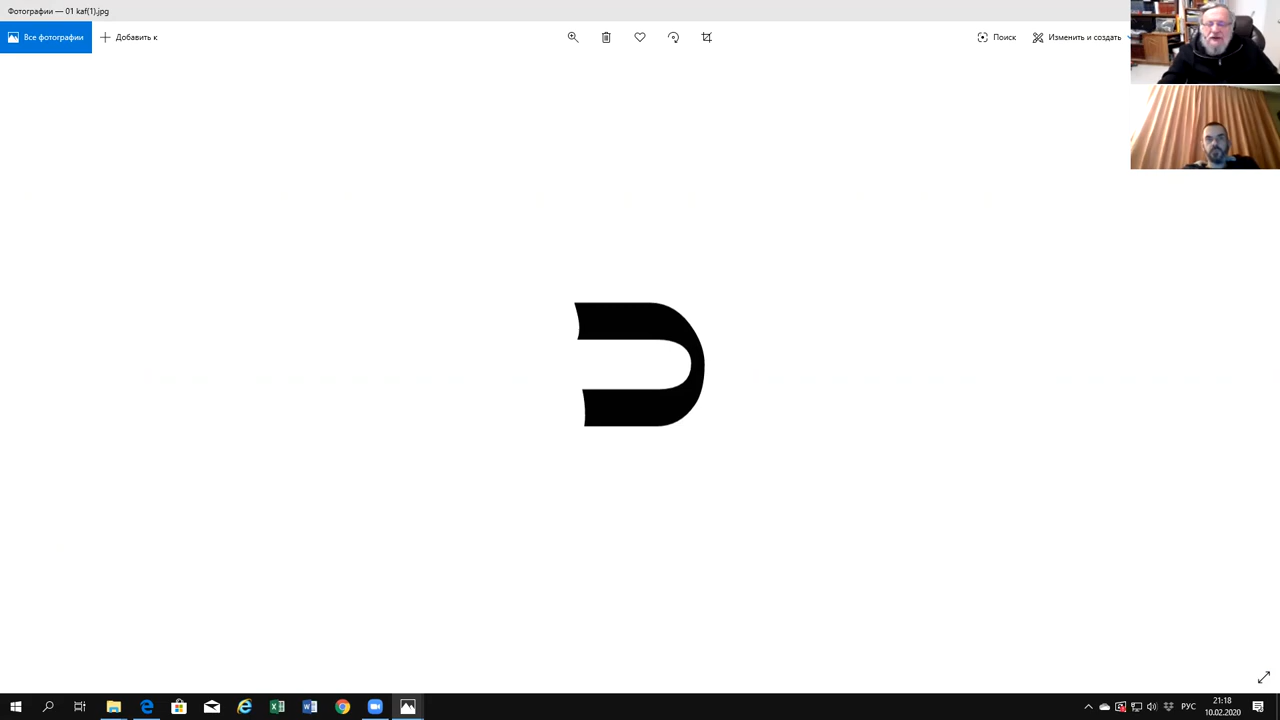 Фотографии — 01 kaf(1).jpg
Все фотографии
Добавить к
Поиск
Изменить и создать
כ
РУС
21:18
10.02.2020